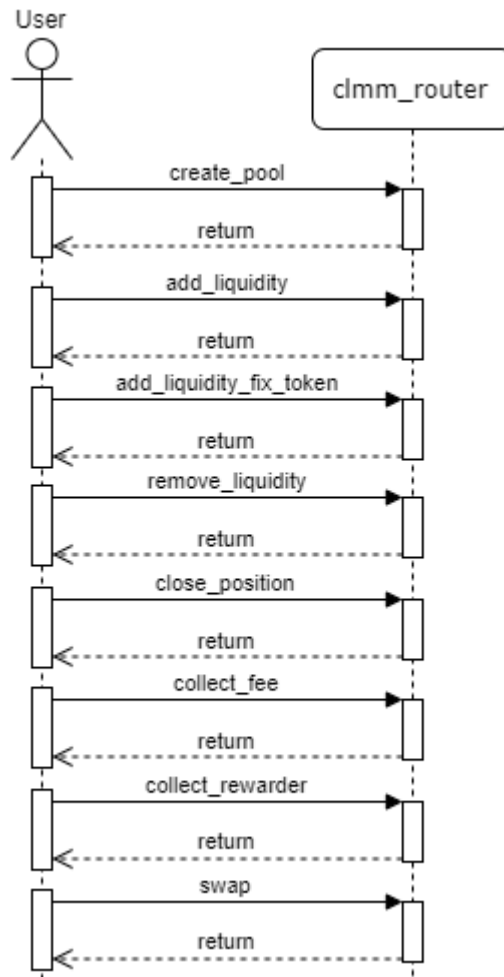 User
clmm_router
create_pool
return
add_liquidity
return
add_liquidity_fix_token
return
remove_liquidity
return
close_position
return
collect_fee
return
collect_rewarder
return
swap
return